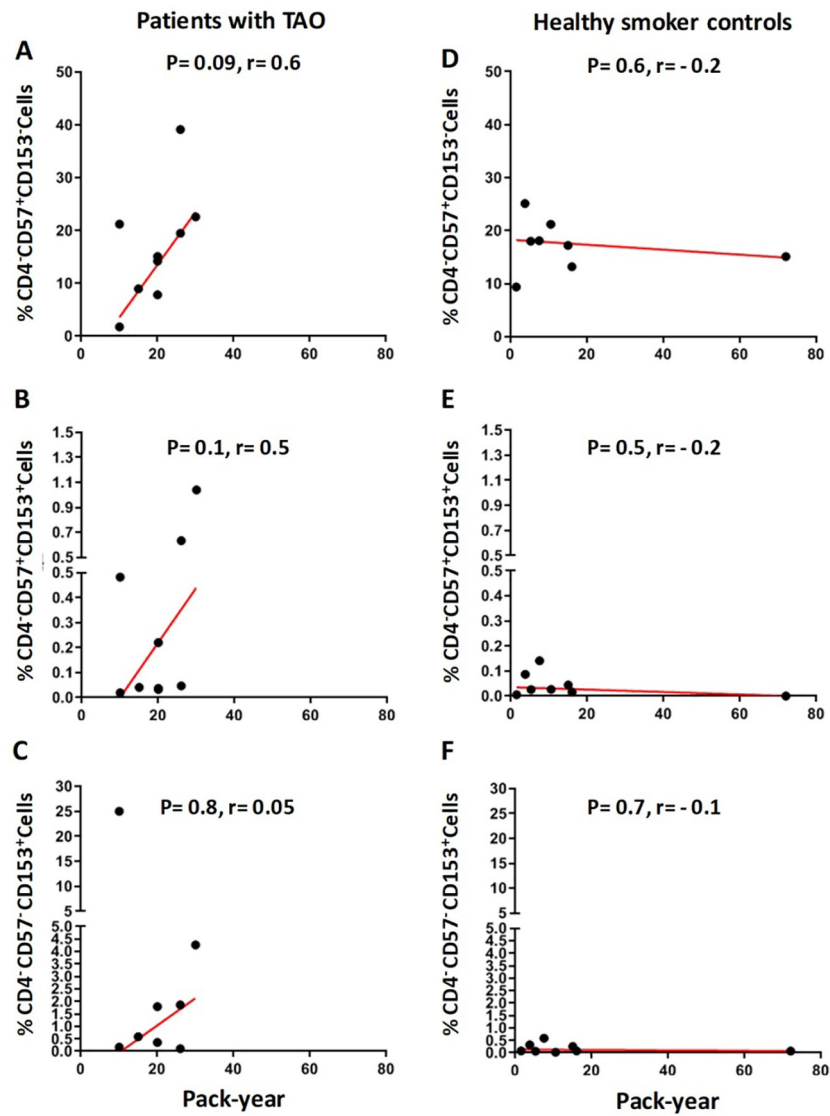 Patients with TAO
Healthy smoker controls
A
P= 0.09, r= 0.6
% CD4⁻CD57⁺CD153⁻Cells
50
40
30
20
10
0
0 20 40 60 80
D
P= 0.6, r= - 0.2
% CD4⁻CD57⁺CD153⁻Cells
50
40
30
20
10
0
0 20 40 60 80
B
P= 0.1, r= 0.5
% CD4⁻CD57⁺CD153⁺Cells
1.5
1.3
1.1
0.9
0.7
0.5
0.5
0.4
0.3
0.2
0.1
0.0
0 20 40 60 80
E
P= 0.5, r= - 0.2
% CD4⁻CD57⁺CD153⁺Cells
1.5
1.3
1.1
0.9
0.7
0.5
0.5
0.4
0.3
0.2
0.1
0.0
0 20 40 60 80
C
P= 0.8, r= 0.05
% CD4⁻CD57⁻CD153⁺Cells
30
25
20
15
10
5
5.0
4.5
4.0
3.5
3.0
2.5
2.0
1.5
1.0
0.5
0.0
0 20 40 60 80
Pack-year
F
P= 0.7, r= - 0.1
% CD4⁻CD57⁻CD153⁺Cells
30
25
20
15
10
5
5.0
4.5
4.0
3.5
3.0
2.5
2.0
1.5
1.0
0.5
0.0
0 20 40 60 80
Pack-year